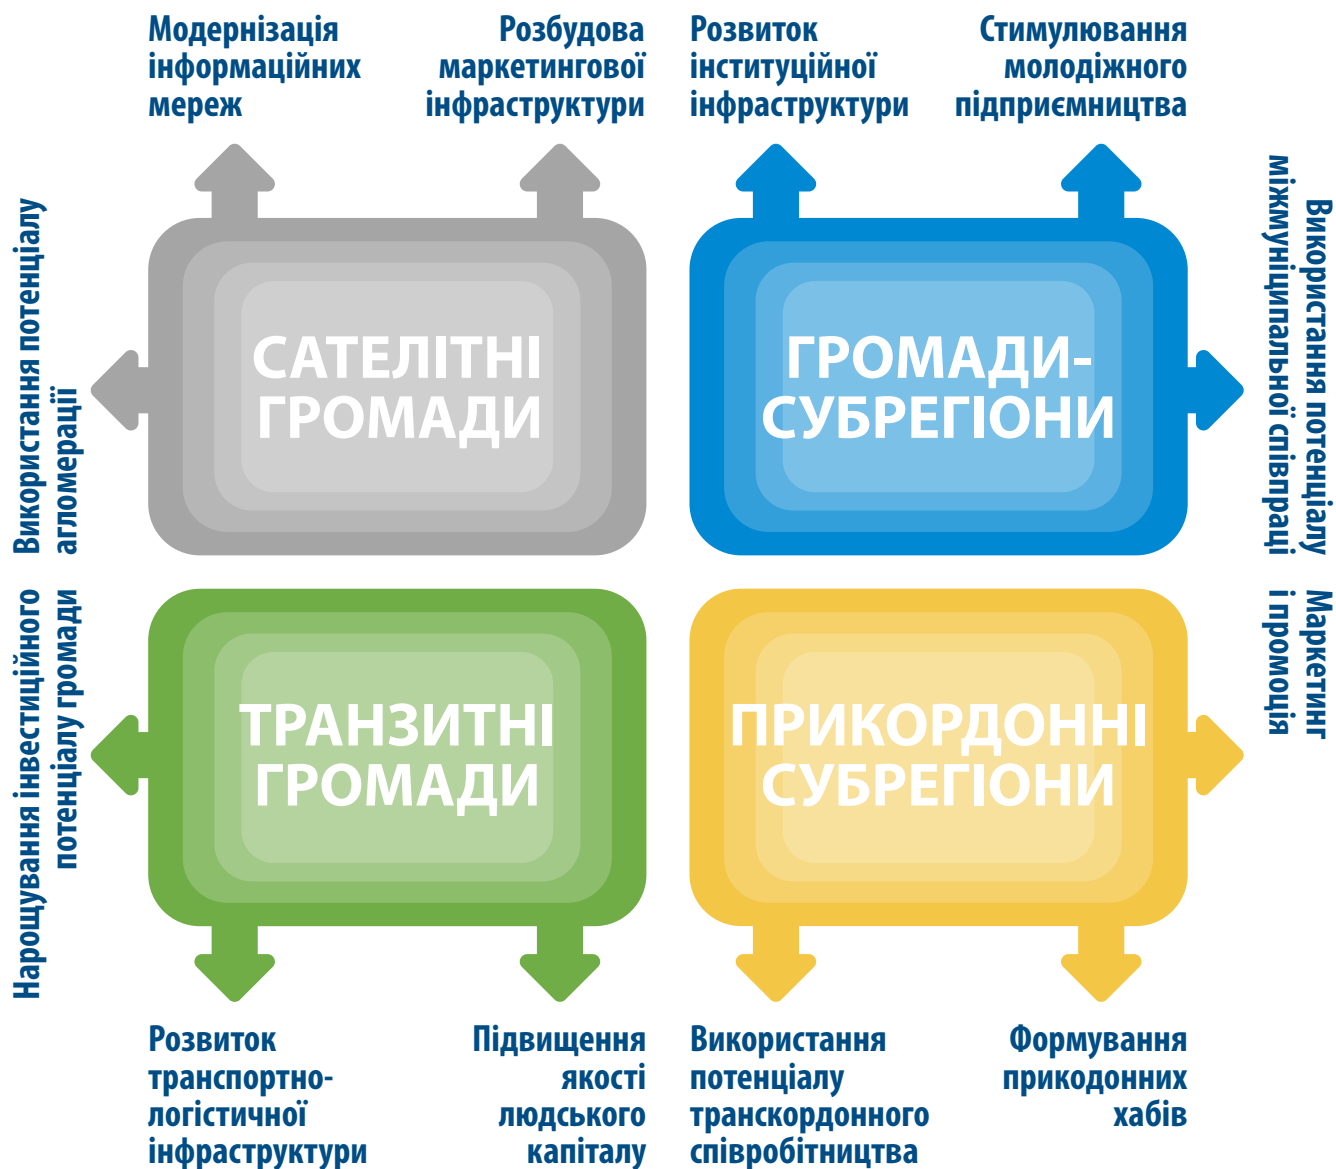 Модернізація
інформаційних
мереж
Розбудова
маркетингової
інфраструктури
Розвиток
інституційної
інфраструктури
Стимулювання
молодіжного
підприємництва
Використання потенціалу
агломерації
САТЕЛІТНІ
ГРОМАДИ
ГРОМАДИ-
СУБРЕГІОНИ
Використання потенціалу
міжмуніципальної співпраці
Нарощування інвестиційного
потенціалу громади
ТРАНЗИТНІ
ГРОМАДИ
ПРИКОРДОННІ
СУБРЕГІОНИ
Маркетинг
і промоція
Розвиток
транспортно-
логістичної
інфраструктури
Підвищення
якості
людського
капіталу
Використання
потенціалу
транскордонного
співробітництва
Формування
прикодонних
хабів